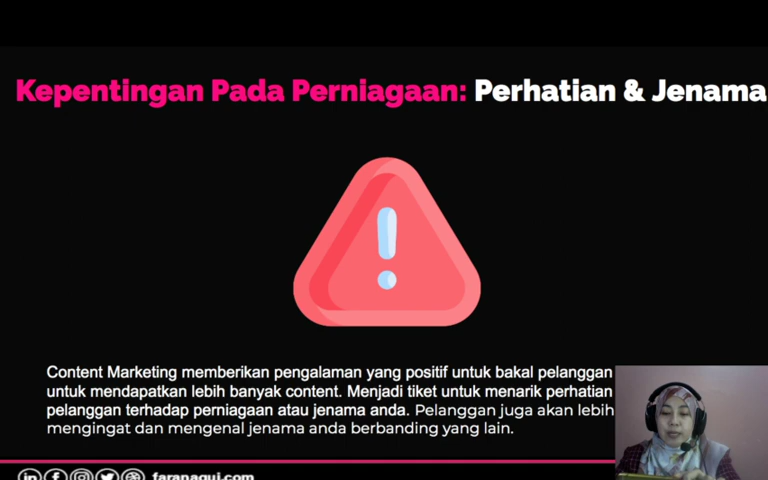 Kepentingan Pada Perniagaan: Perhatian & Jenama
Content Marketing memberikan pengalaman yang positif untuk bakal pelanggan
untuk mendapatkan lebih banyak content. Menjadi tiket untuk menarik perhatian
pelanggan terhadap perniagaan atau jenama anda. Pelanggan juga akan lebih
mengingat dan mengenal jenama anda berbanding yang lain.
faranaqui.com